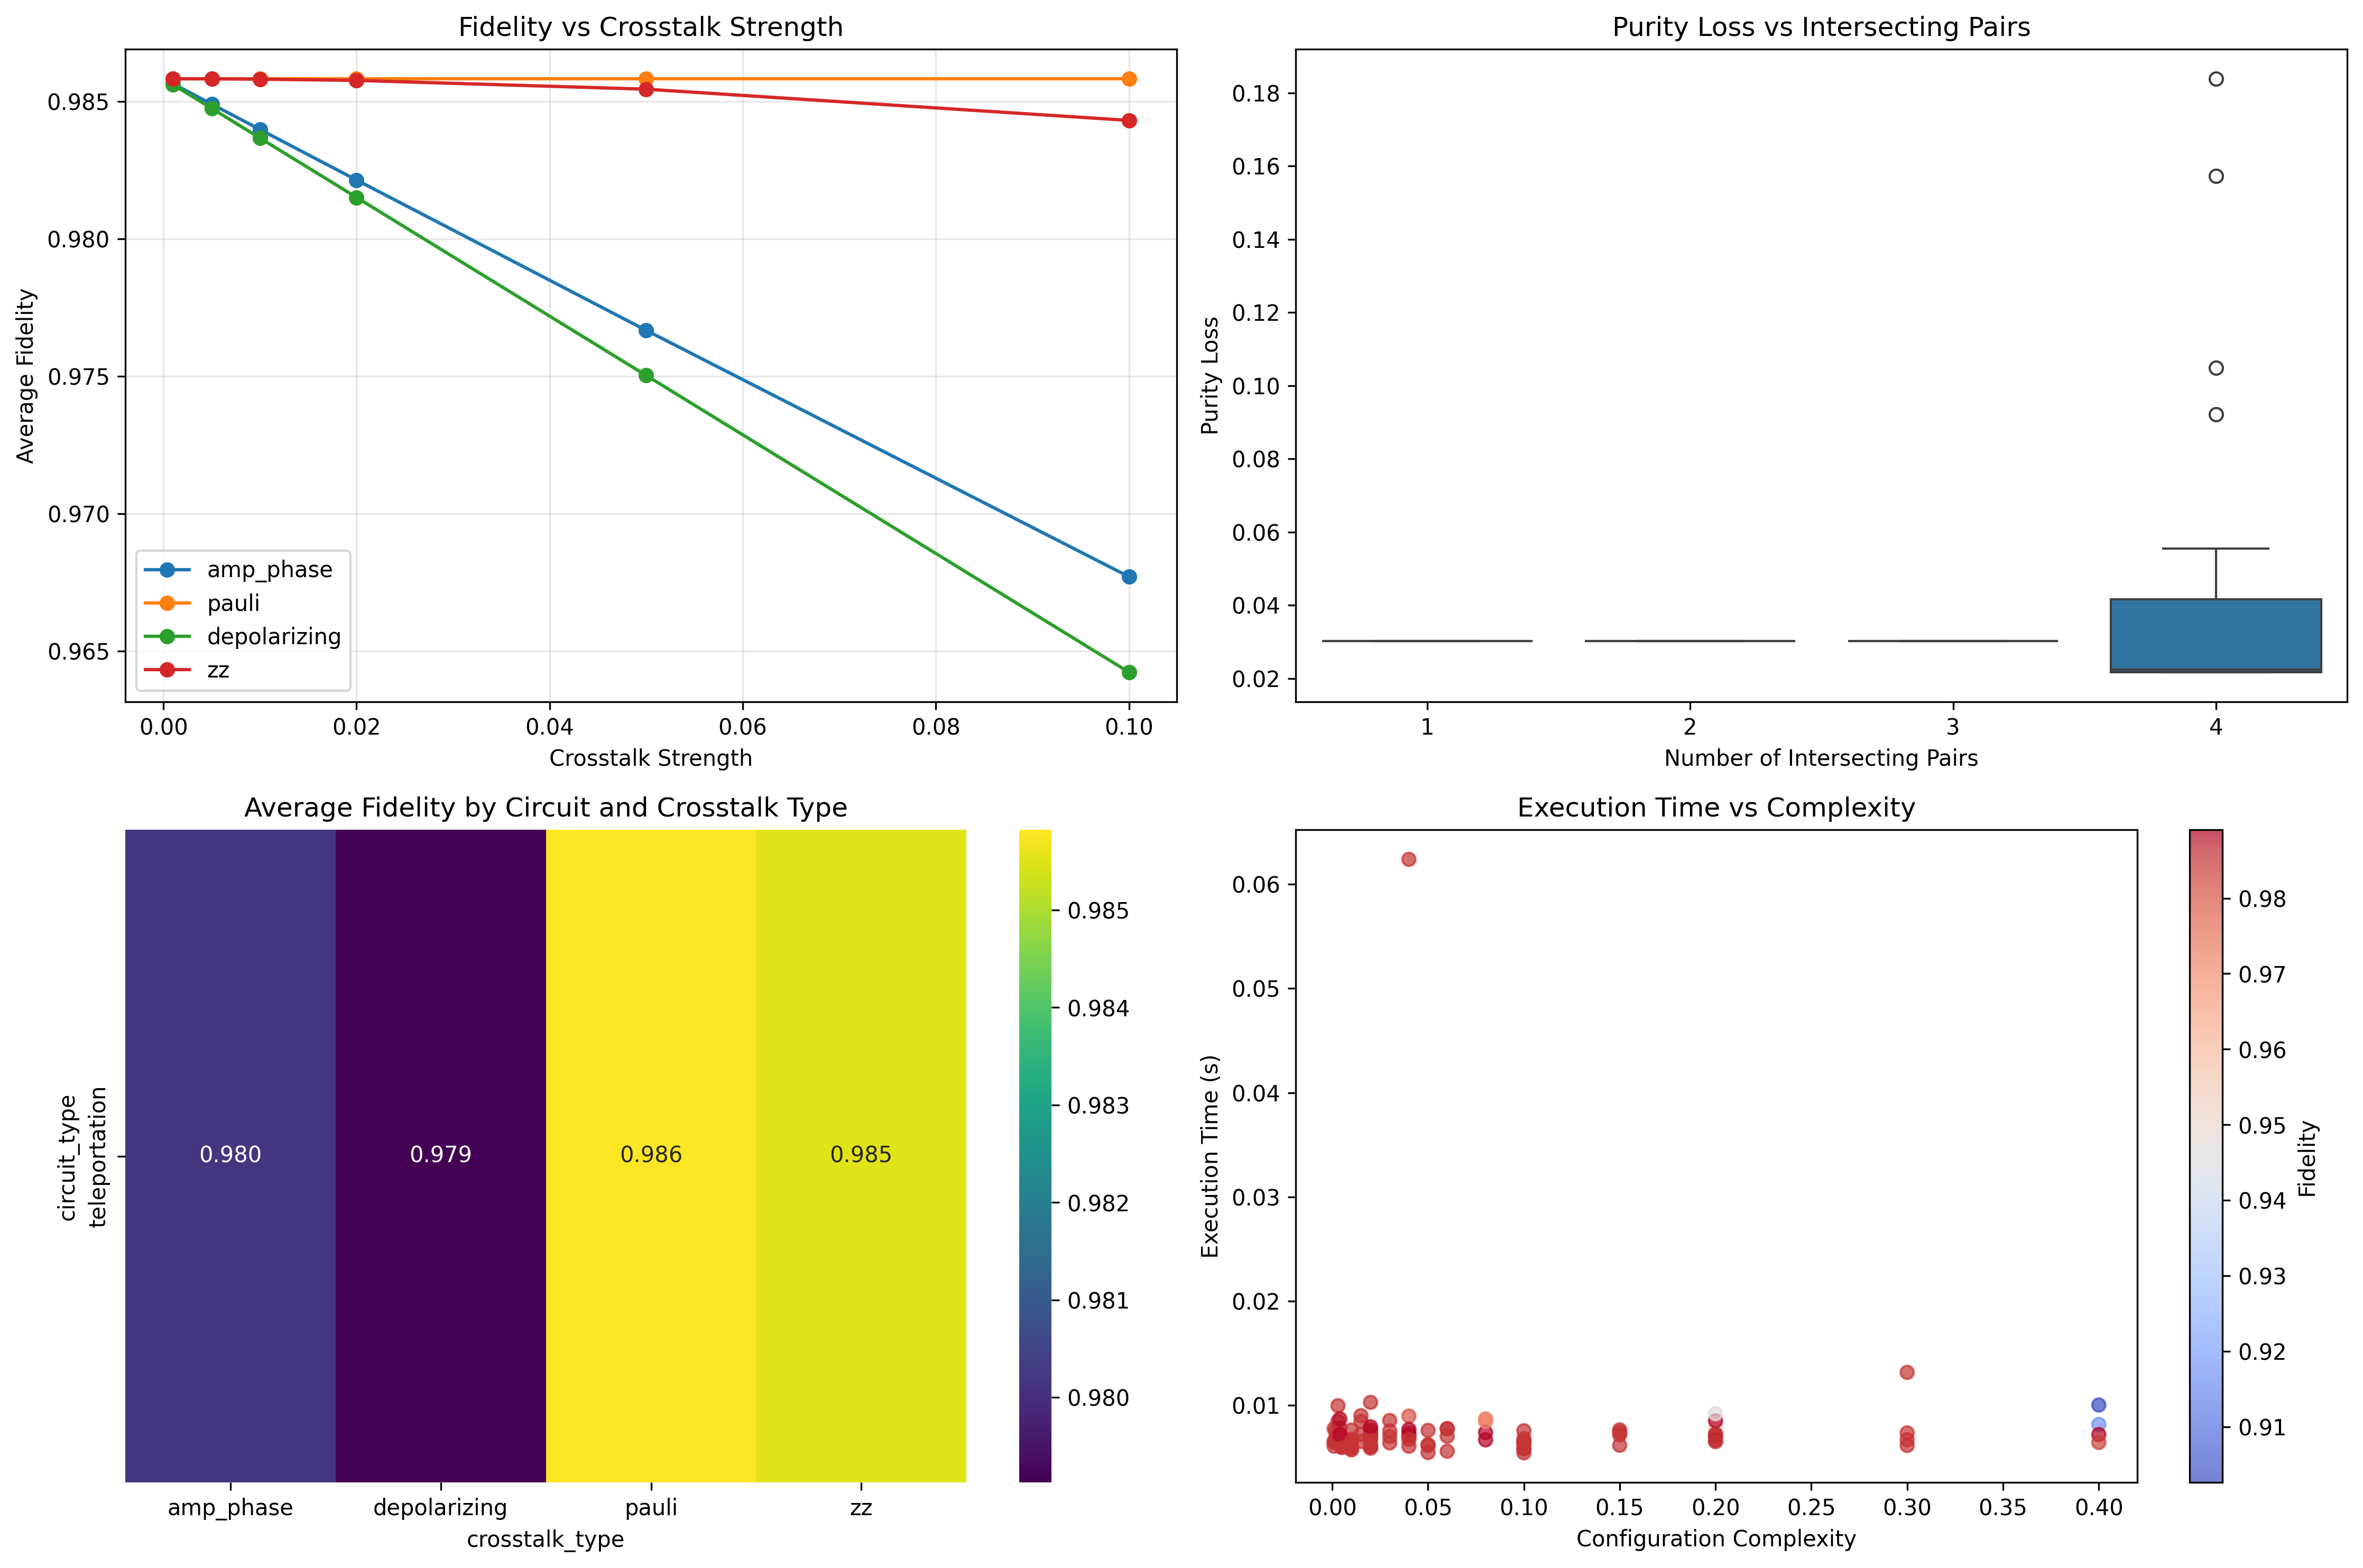 Fidelity vs Crosstalk Strength
Average Fidelity
0.985
0.980
0.975
0.970
0.965
amp_phase
pauli
depolarizing
zz
0.00 0.02 0.04 0.06 0.08 0.10
Crosstalk Strength
Purity Loss vs Intersecting Pairs
Purity Loss
0.18
0.16
0.14
0.12
0.10
0.08
0.06
0.04
0.02
1 2 3 4
Number of Intersecting Pairs
Average Fidelity by Circuit and Crosstalk Type
circuit_type
teleportation
0.980 0.979 0.986 0.985
amp_phase depolarizing pauli zz
crosstalk_type
0.985
0.984
0.983
0.982
0.981
0.980
Execution Time vs Complexity
Execution Time (s)
0.06
0.05
0.04
0.03
0.02
0.01
0.00 0.05 0.10 0.15 0.20 0.25 0.30 0.35 0.40
Configuration Complexity
0.98
0.97
0.96
0.95
0.94
0.93
0.92
0.91
Fidelity